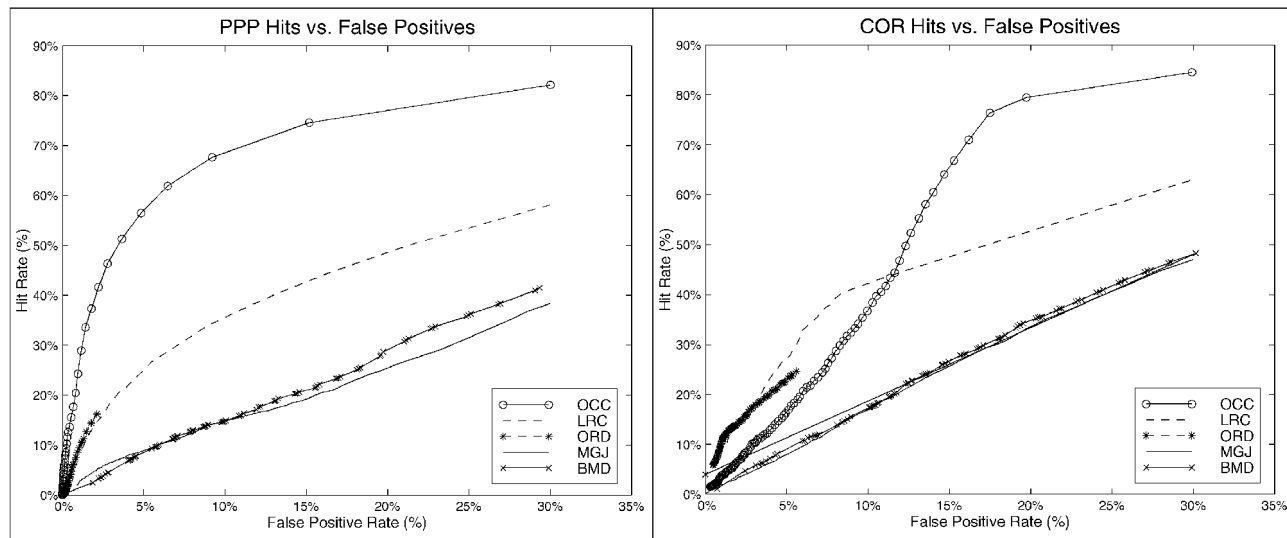 PPP Hits vs. False Positives
90%
80%
70%
60%
50%
40%
30%
20%
10%
0%
Hit Rate (%)
0%
5%
10%
15%
20%
25%
30%
35%
False Positive Rate (%)
OCC
LRC
ORD
MGJ
BMD
COR Hits vs. False Positives
90%
80%
70%
60%
50%
40%
30%
20%
10%
0%
Hit Rate (%)
0%
5%
10%
15%
20%
25%
30%
35%
False Positive Rate (%)
OCC
LRC
ORD
MGJ
BMD